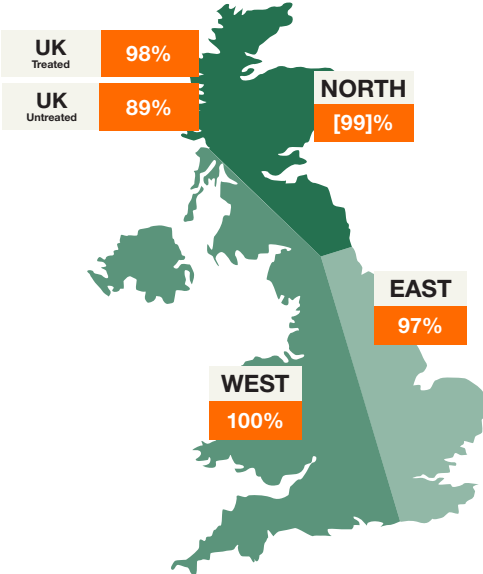 UK
Treated
98%
UK
Untreated
89%
NORTH
[99]%
EAST
97%
WEST
100%